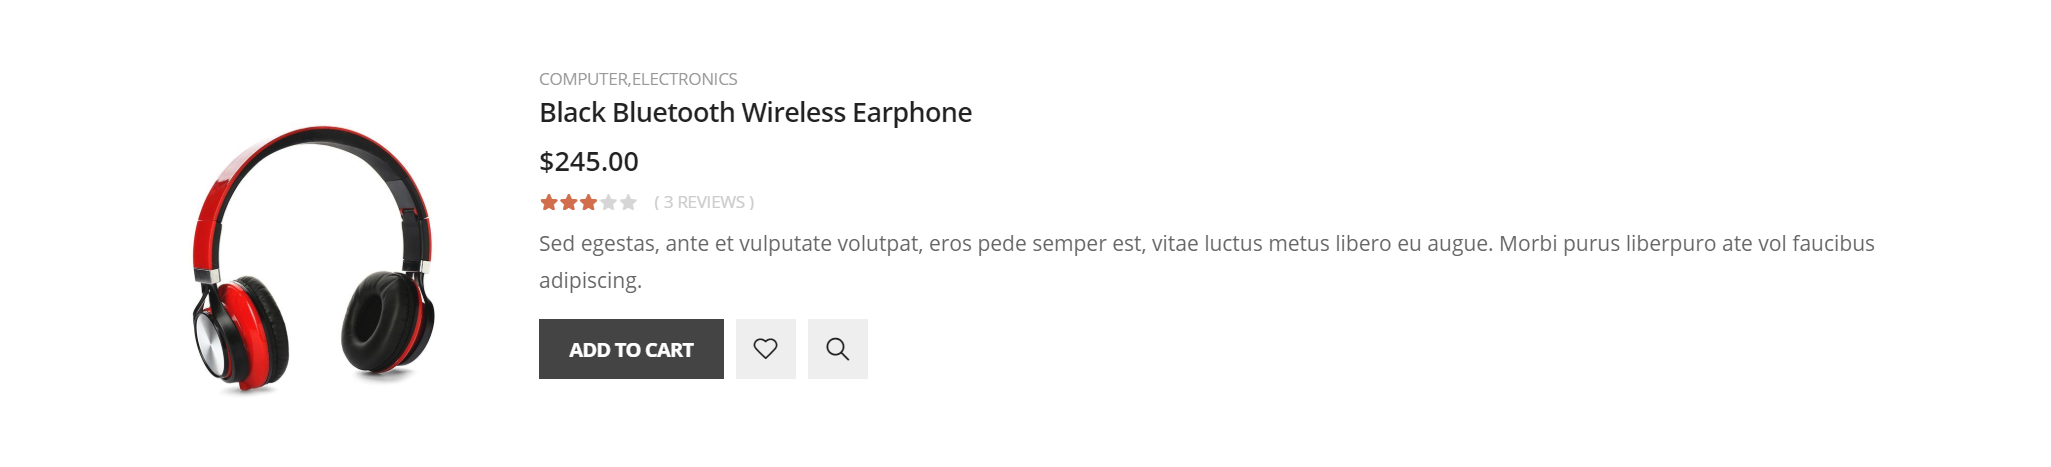 COMPUTER,ELECTRONICS
Black Bluetooth Wireless Earphone
$245.00
( 3 REVIEWS )
Sed egestas, ante et vulputate volutpat, eros pede semper est, vitae luctus metus libero eu augue. Morbi purus liberpuro ate vol faucibus
adipiscing.
ADD TO CART